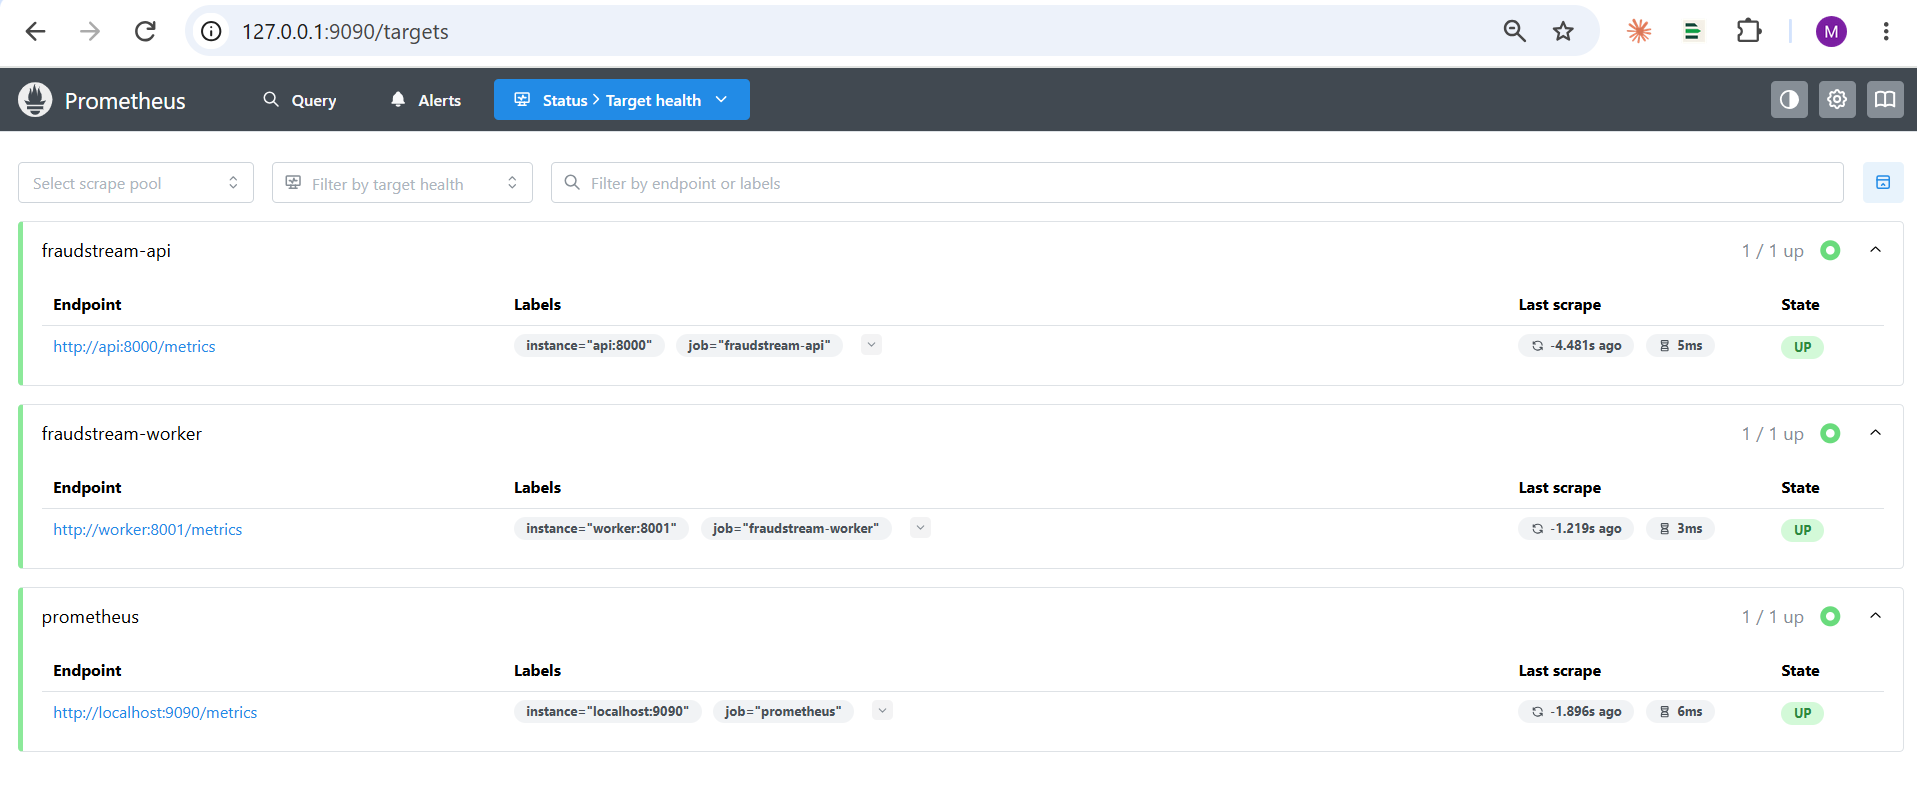 127.0.0.1:9090/targets
M
Prometheus Query Alerts Status > Target health
Select scrape pool Filter by target health Filter by endpoint or labels
fraudstream-api 1 / 1 up
Endpoint Labels Last scrape State
http://api:8000/metrics instance="api:8000" job="fraudstream-api" -4.481s ago 5ms UP
fraudstream-worker 1 / 1 up
Endpoint Labels Last scrape State
http://worker:8001/metrics instance="worker:8001" job="fraudstream-worker" -1.219s ago 3ms UP
prometheus 1 / 1 up
Endpoint Labels Last scrape State
http://localhost:9090/metrics instance="localhost:9090" job="prometheus" -1.896s ago 6ms UP